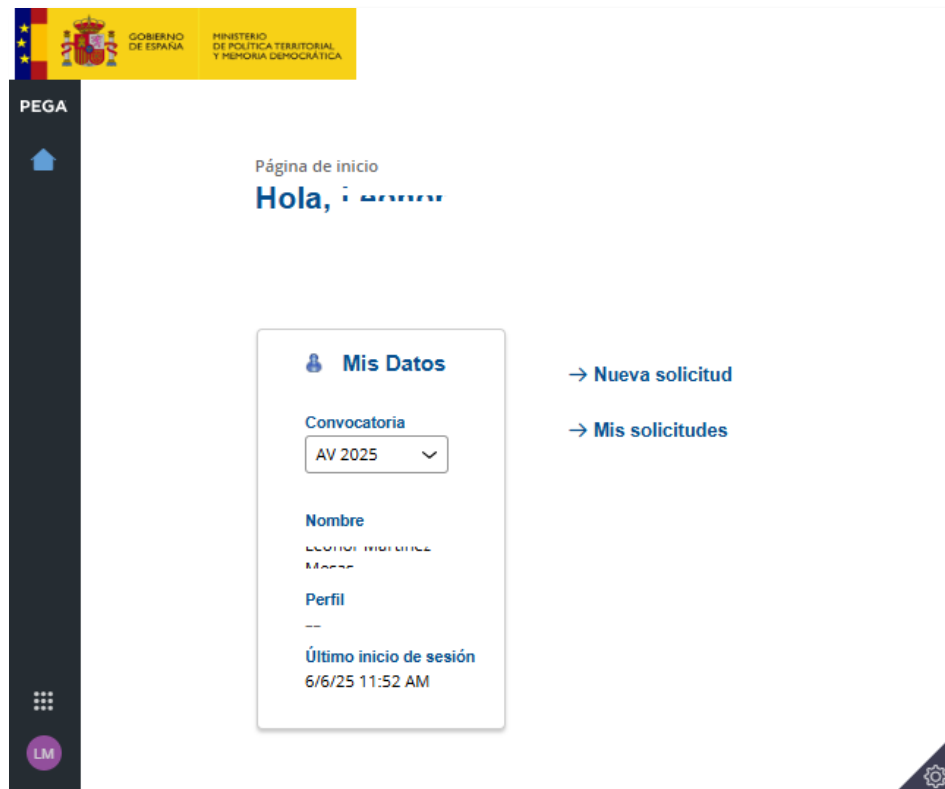 GOBIERNO
DE ESPAÑA
MINISTERIO
DE POLÍTICA TERRITORIAL
Y MEMORIA DEMOCRÁTICA
PEGA
Página de inicio
Hola,
Mis Datos
Convocatoria
AV 2025
Nombre
Perfil
––
Último inicio de sesión
6/6/25 11:52 AM
→ Nueva solicitud
→ Mis solicitudes
LM